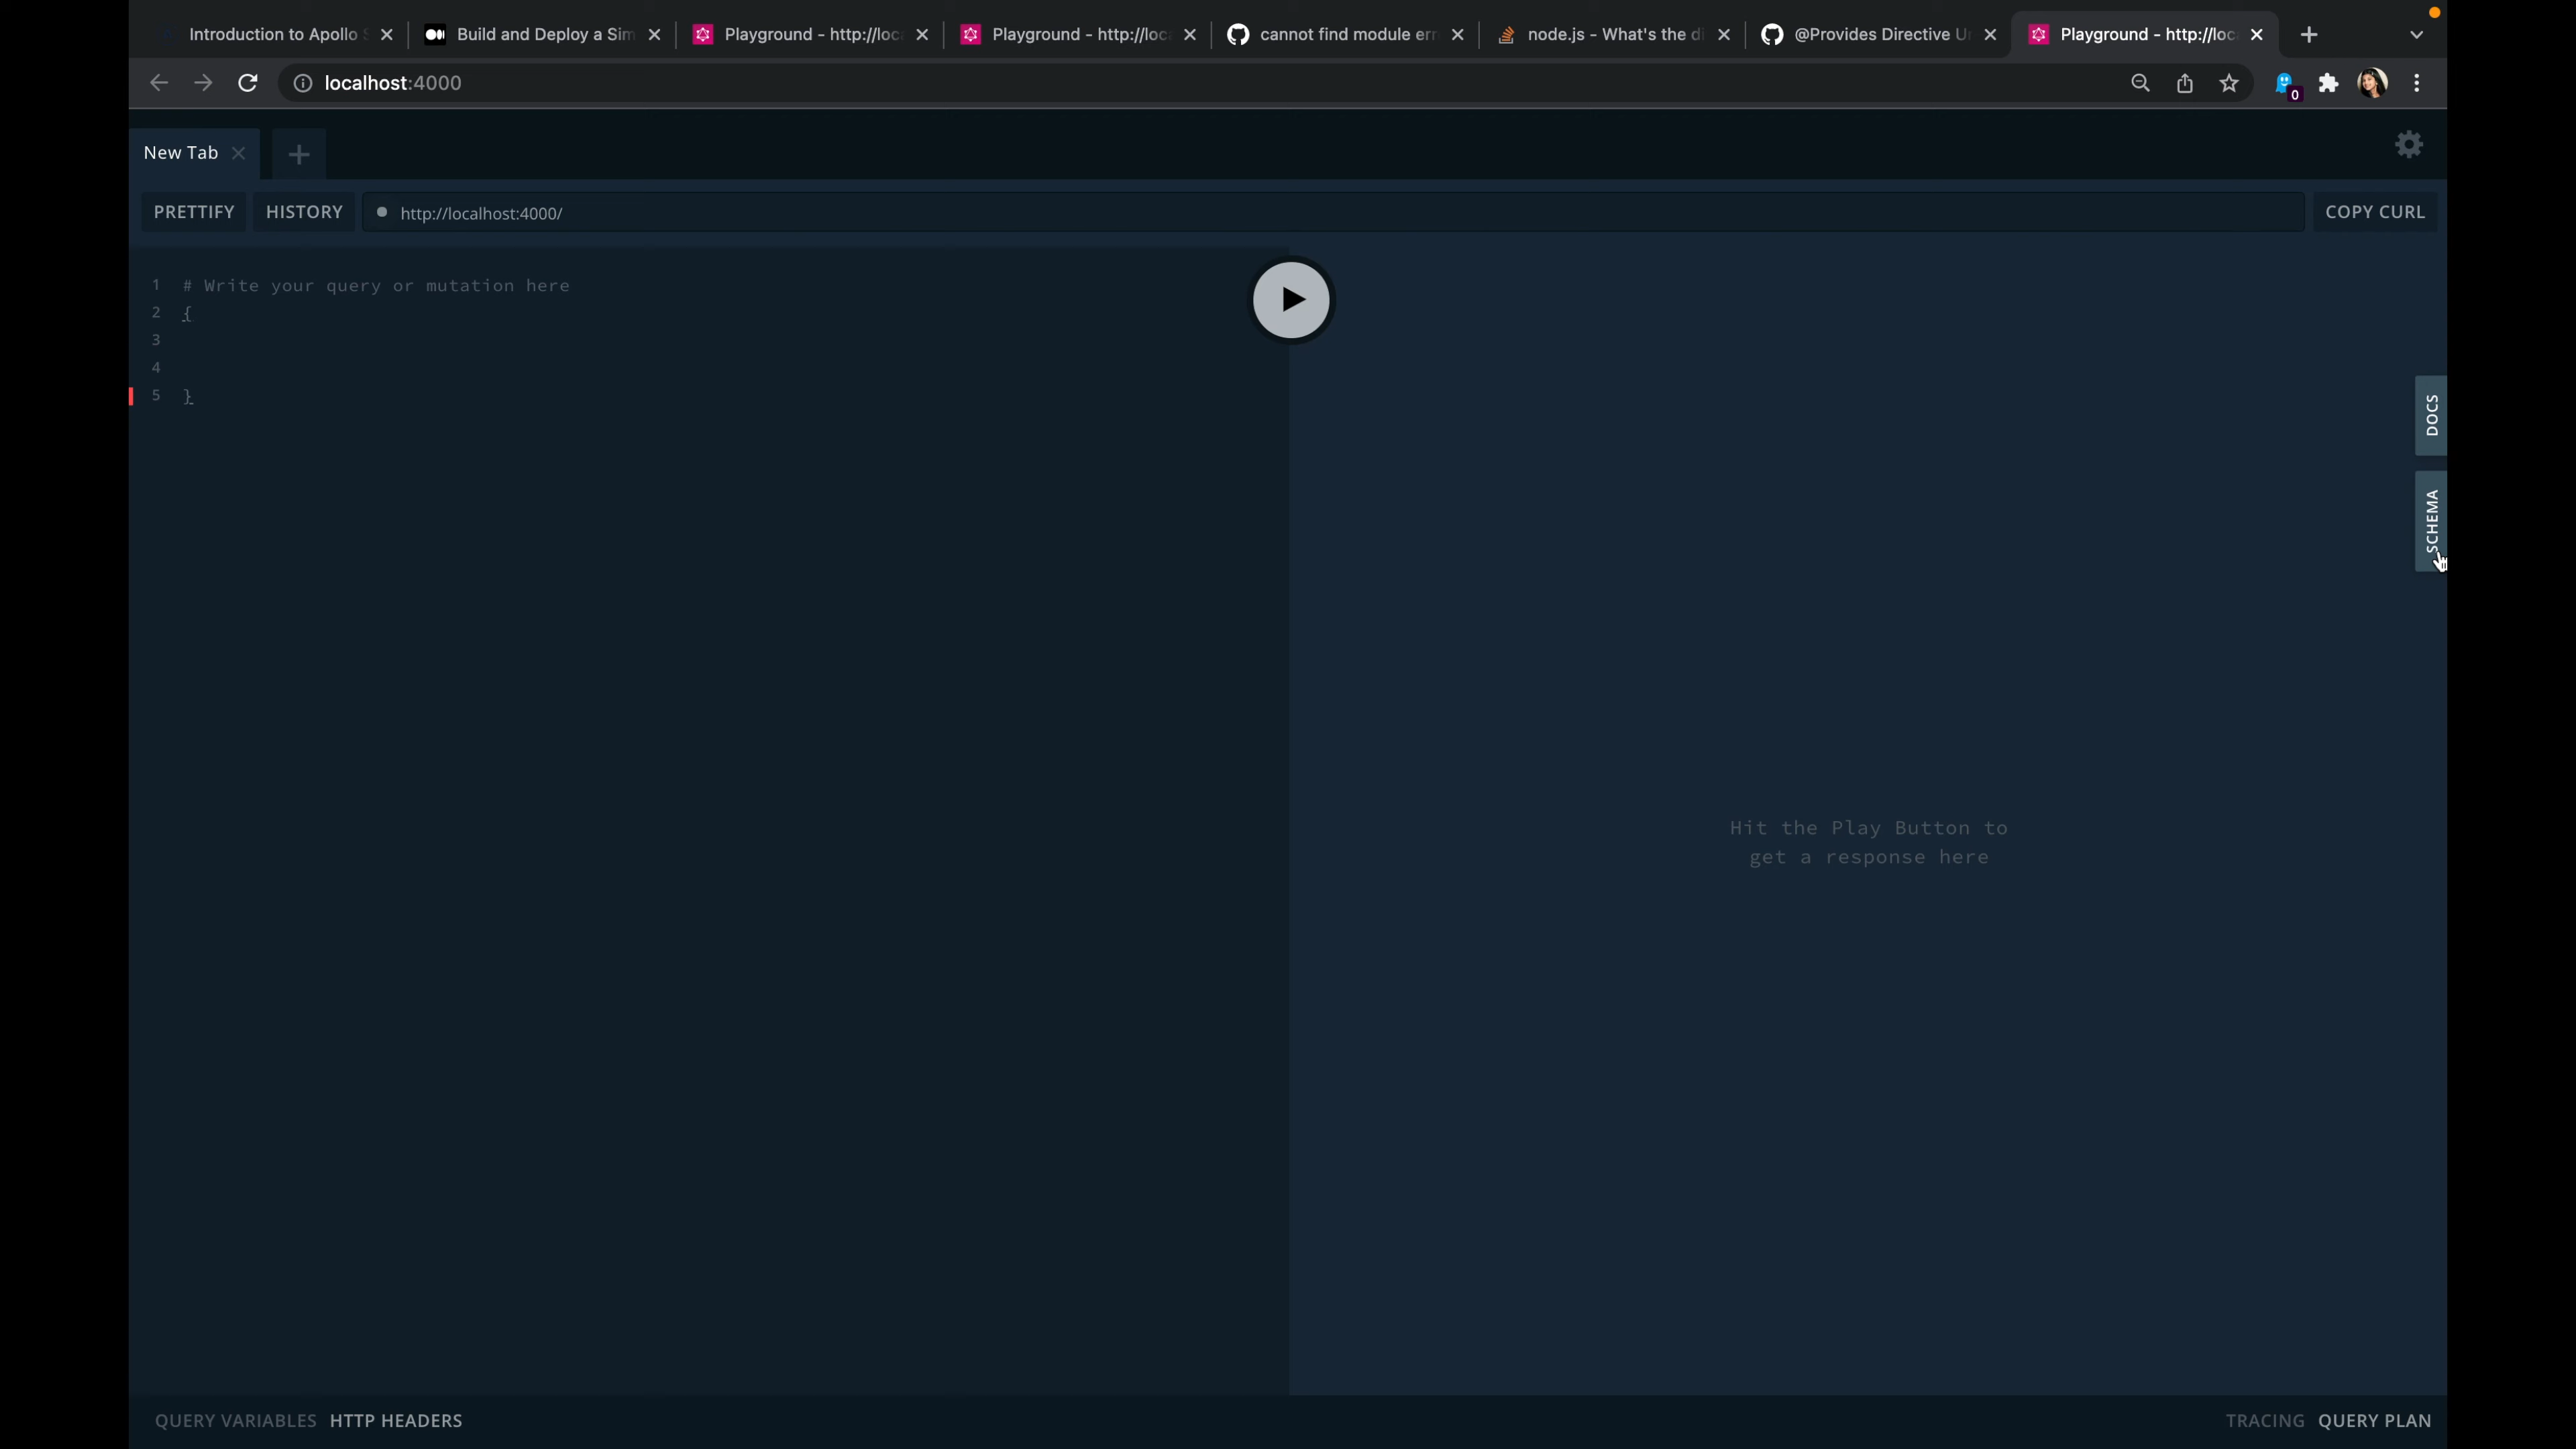 Introduction to Apollo S
Build and Deploy a Sim
Playground - http://loc
Playground - http://loc
cannot find module err
node.js - What's the di
@Provides Directive U
Playground - http://loc
localhost:4000
0
New Tab
PRETTIFY
HISTORY
http://localhost:4000/
COPY CURL
1 # Write your query or mutation here
2 {
3
4
5 }
DOCS
SCHEMA
Hit the Play Button to
get a response here
QUERY VARIABLES HTTP HEADERS
TRACING QUERY PLAN